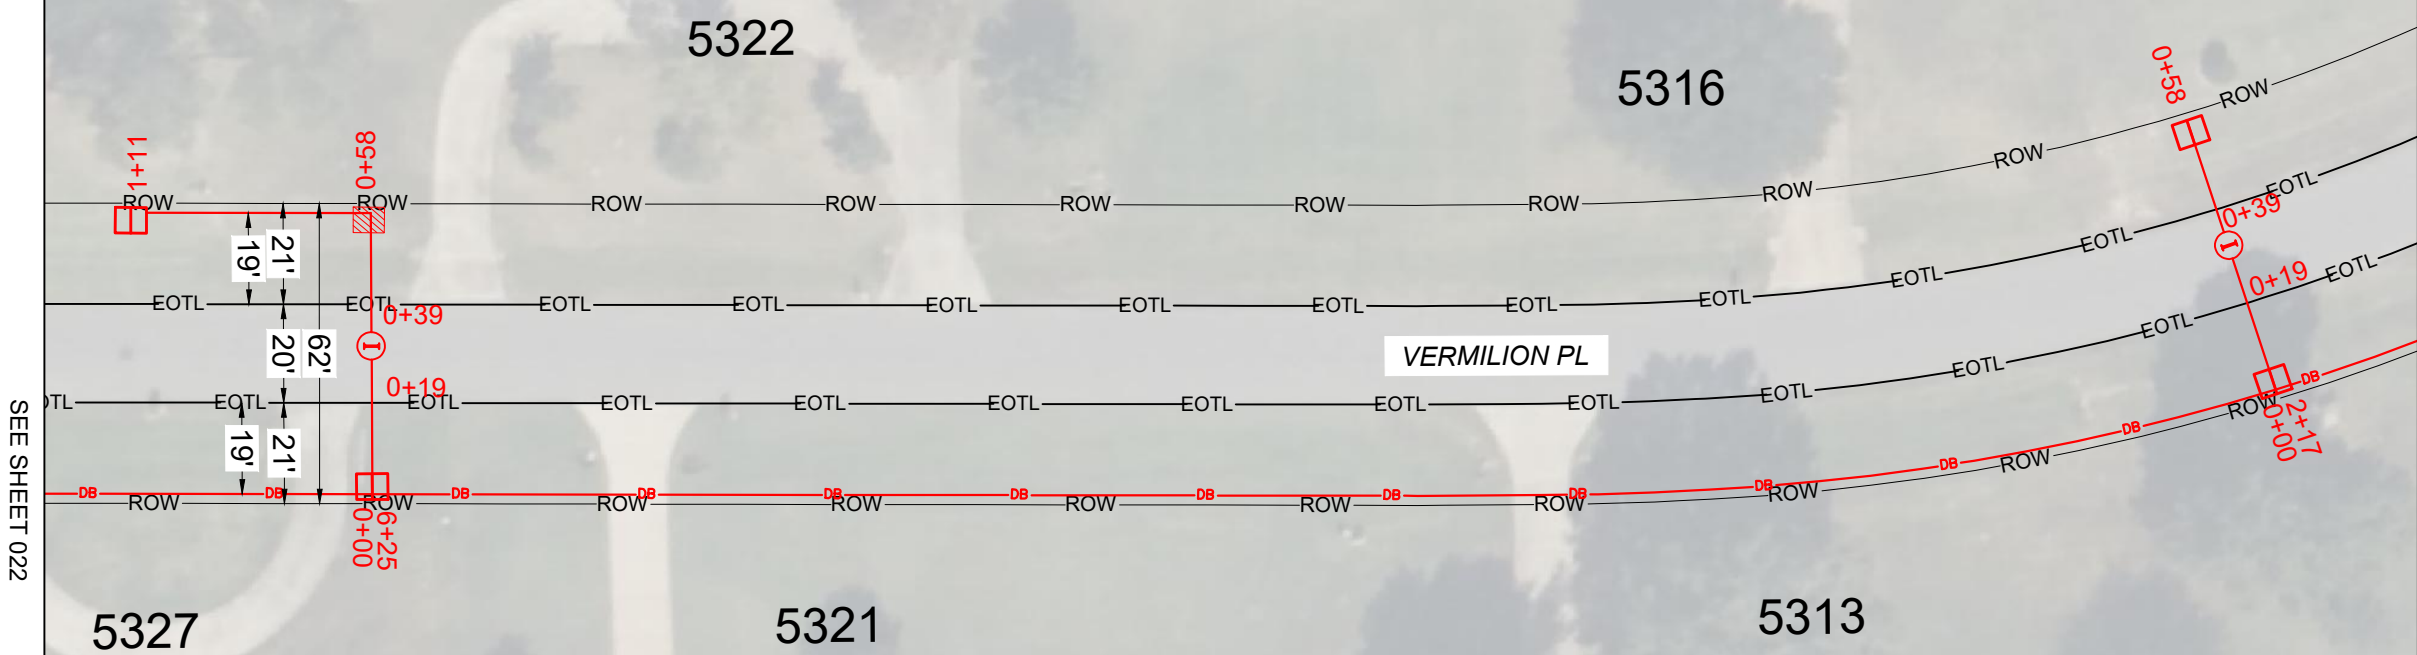 5322
5316
0+58
ROW
1+11
0+58
ROW
ROW
ROW
ROW
ROW
ROW
ROW
ROW
ROW
19'
21'
EOTL
EOTL
EOTL
EOTL
EOTL
EOTL
EOTL
EOTL
EOTL
EOTL
EOTL
EOTL
0+39
0+39
I
I
0+19
0+19
20'
62'
VERMILION PL
OTL
EOTL
EOTL
EOTL
EOTL
EOTL
EOTL
EOTL
EOTL
EOTL
EOTL
EOTL
EOTL
19'
21'
DB
DB
DB
DB
DB
DB
DB
DB
DB
DB
DB
DB
DB
ROW
ROW
ROW
ROW
ROW
ROW
ROW
ROW
ROW
ROW
0+00
6+25
0+00
2+17
SEE SHEET 022
5327
5321
5313